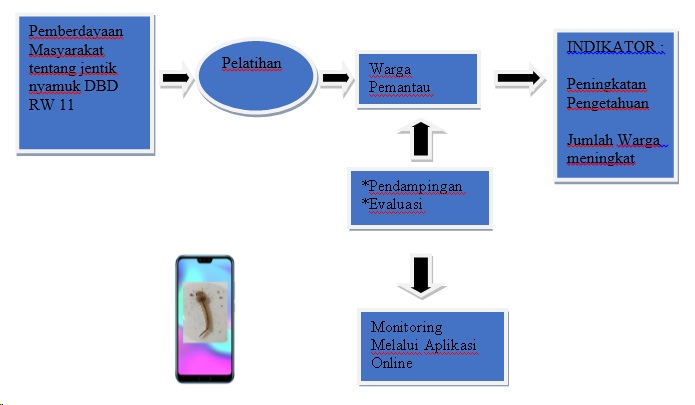 Pemberdayaan
Masyarakat
tentang jentik
nyamuk DBD
RW 11
Pelatihan
Warga
Pemantau
INDIKATOR :
Peningkatan
Pengetahuan
Jumlah Warga
meningkat
*Pendampingan
*Evaluasi
Monitoring
Melalui Aplikasi
Online